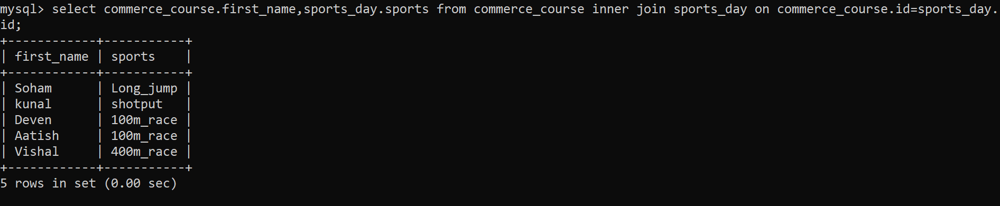 mysql> select commerce_course.first_name,sports_day.sports from commerce_course inner join sports_day on commerce_course.id=sports_day.
id;
+------------+-----------+
| first_name | sports    |
+------------+-----------+
| Soham      | Long_jump |
| kunal      | shotput   |
| Deven      | 100m_race |
| Aatish     | 100m_race |
| Vishal     | 400m_race |
+------------+-----------+
5 rows in set (0.00 sec)